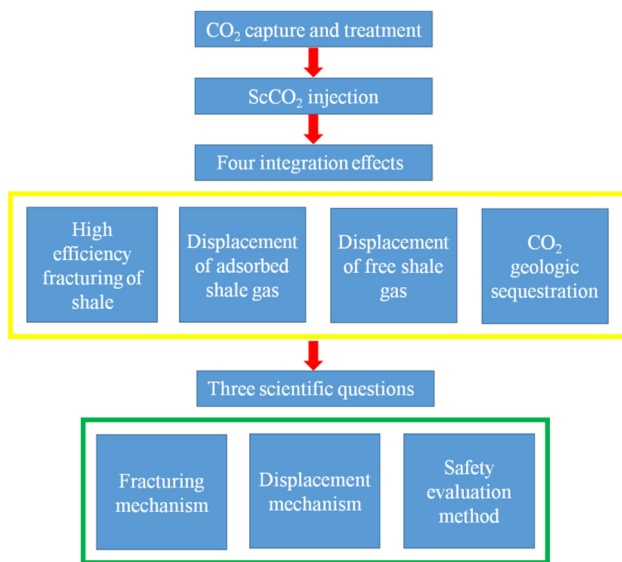 CO₂ capture and treatment
ScCO₂ injection
Four integration effects
High
efficiency
fracturing of
shale
Displacement
of adsorbed
shale gas
Displacement
of free shale
gas
CO₂
geologic
sequestration
Three scientific questions
Fracturing
mechanism
Displacement
mechanism
Safety
evaluation
method